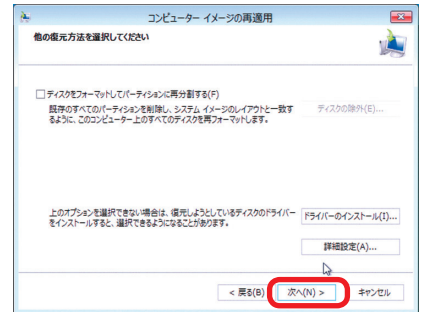 コンピューター イメージの再適用
他の復元方法を選択してください
ディスクをフォーマットしてパーティションに再分割する(F)
既存のすべてのパーティションを削除し、システム イメージのレイアウトと一致す
るように、このコンピューター上のすべてのディスクを再フォーマットします。
ディスクの除外(E)...
上のオプションを選択できない場合は、復元しようとしているディスクのドライバー
をインストールすると、選択できるようになることがあります。
ドライバーのインストール(I)...
詳細設定(A)...
< 戻る(B)
次へ(N) >
キャンセル